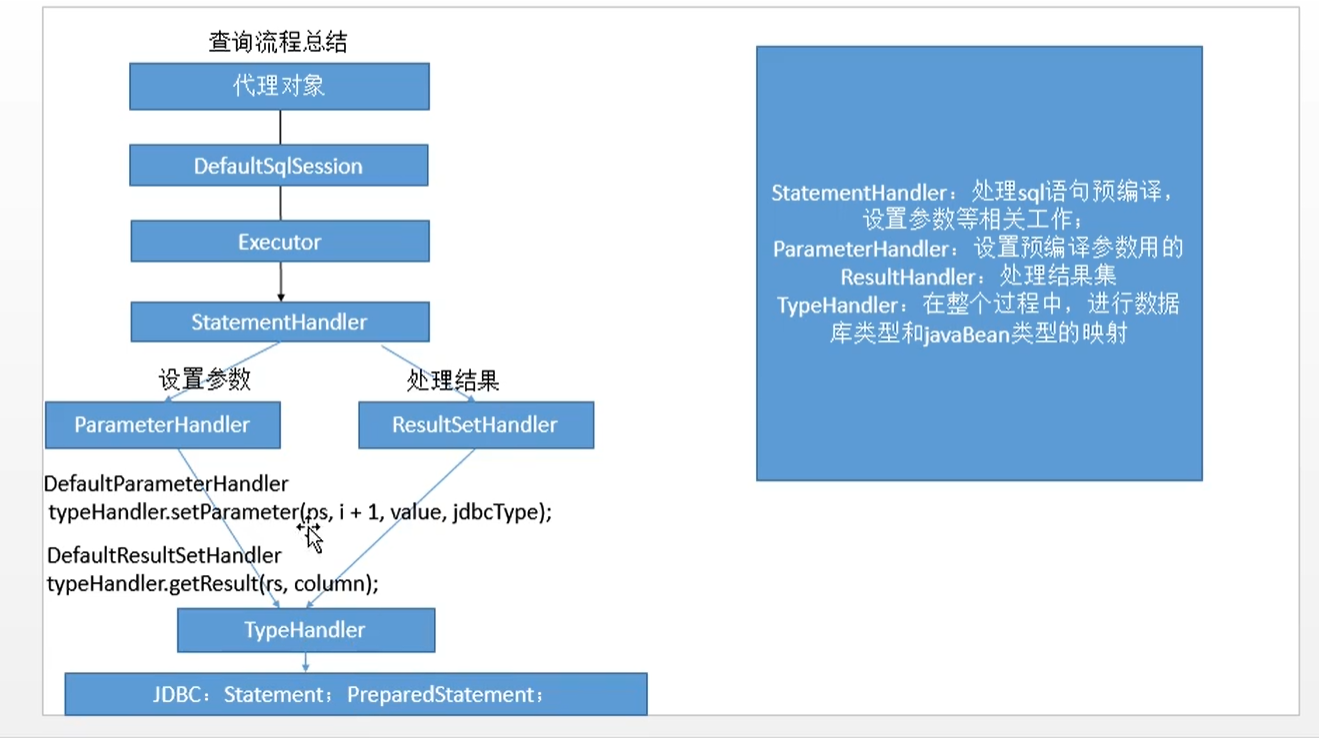 查询流程总结
代理对象
DefaultSqlSession
Executor
StatementHandler
设置参数
处理结果
ParameterHandler
ResultSetHandler
DefaultParameterHandler
typeHandler.setParameter(ps, i + 1, value, jdbcType);
DefaultResultSetHandler
typeHandler.getResult(rs, column);
TypeHandler
JDBC：Statement；PreparedStatement；
StatementHandler：处理sql语句预编译，
设置参数等相关工作；
ParameterHandler：设置预编译参数用的
ResultHandler：处理结果集
TypeHandler：在整个过程中，进行数据
库类型和javaBean类型的映射